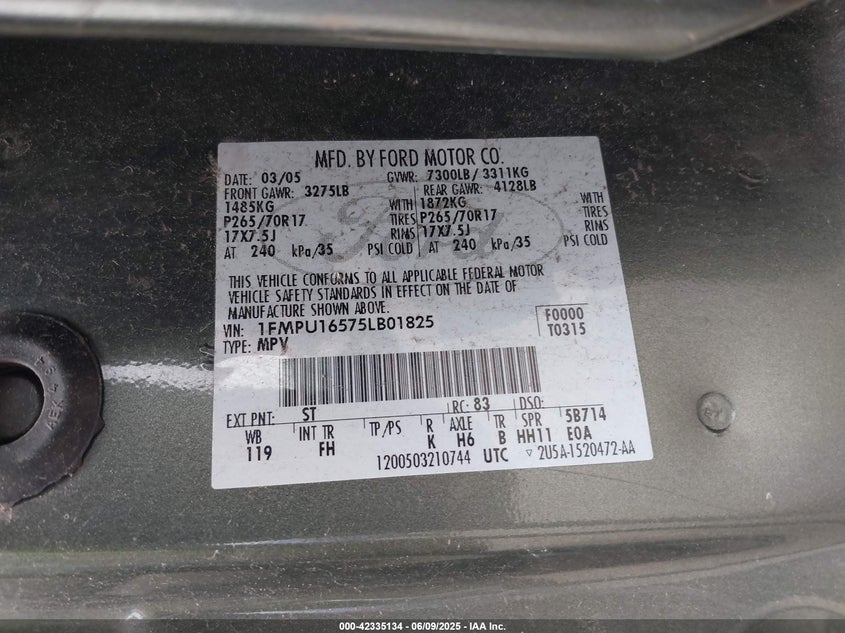 MFD. BY FORD MOTOR CO.
DATE: 03/05 GVWR: 7300LB / 3311KG
FRONT GAWR: 3275LB REAR GAWR: 4128LB
1485KG WITH 1872KG WITH
P265/70R17 TIRES P265/70R17 TIRES
17X7.5J RIMS 17X7.5J RIMS
AT 240 kPa/35 PSI COLD AT 240 kPa/35 PSI COLD
Ford
THIS VEHICLE CONFORMS TO ALL APPLICABLE FEDERAL MOTOR
VEHICLE SAFETY STANDARDS IN EFFECT ON THE DATE OF
MANUFACTURE SHOWN ABOVE.
VIN: 1FMPU16575LB01825 F0000
TYPE: MPV T0315
EXT PNT: ST RC: 83 DSO:
WB INT TR TP/PS R AXLE TR SPR 5B714
119 FH K H6 B HH11 E0A
1200503210744 UTC ▽ 2U5A-1520472-AA
000-42335134 - 06/09/2025 - IAA Inc.